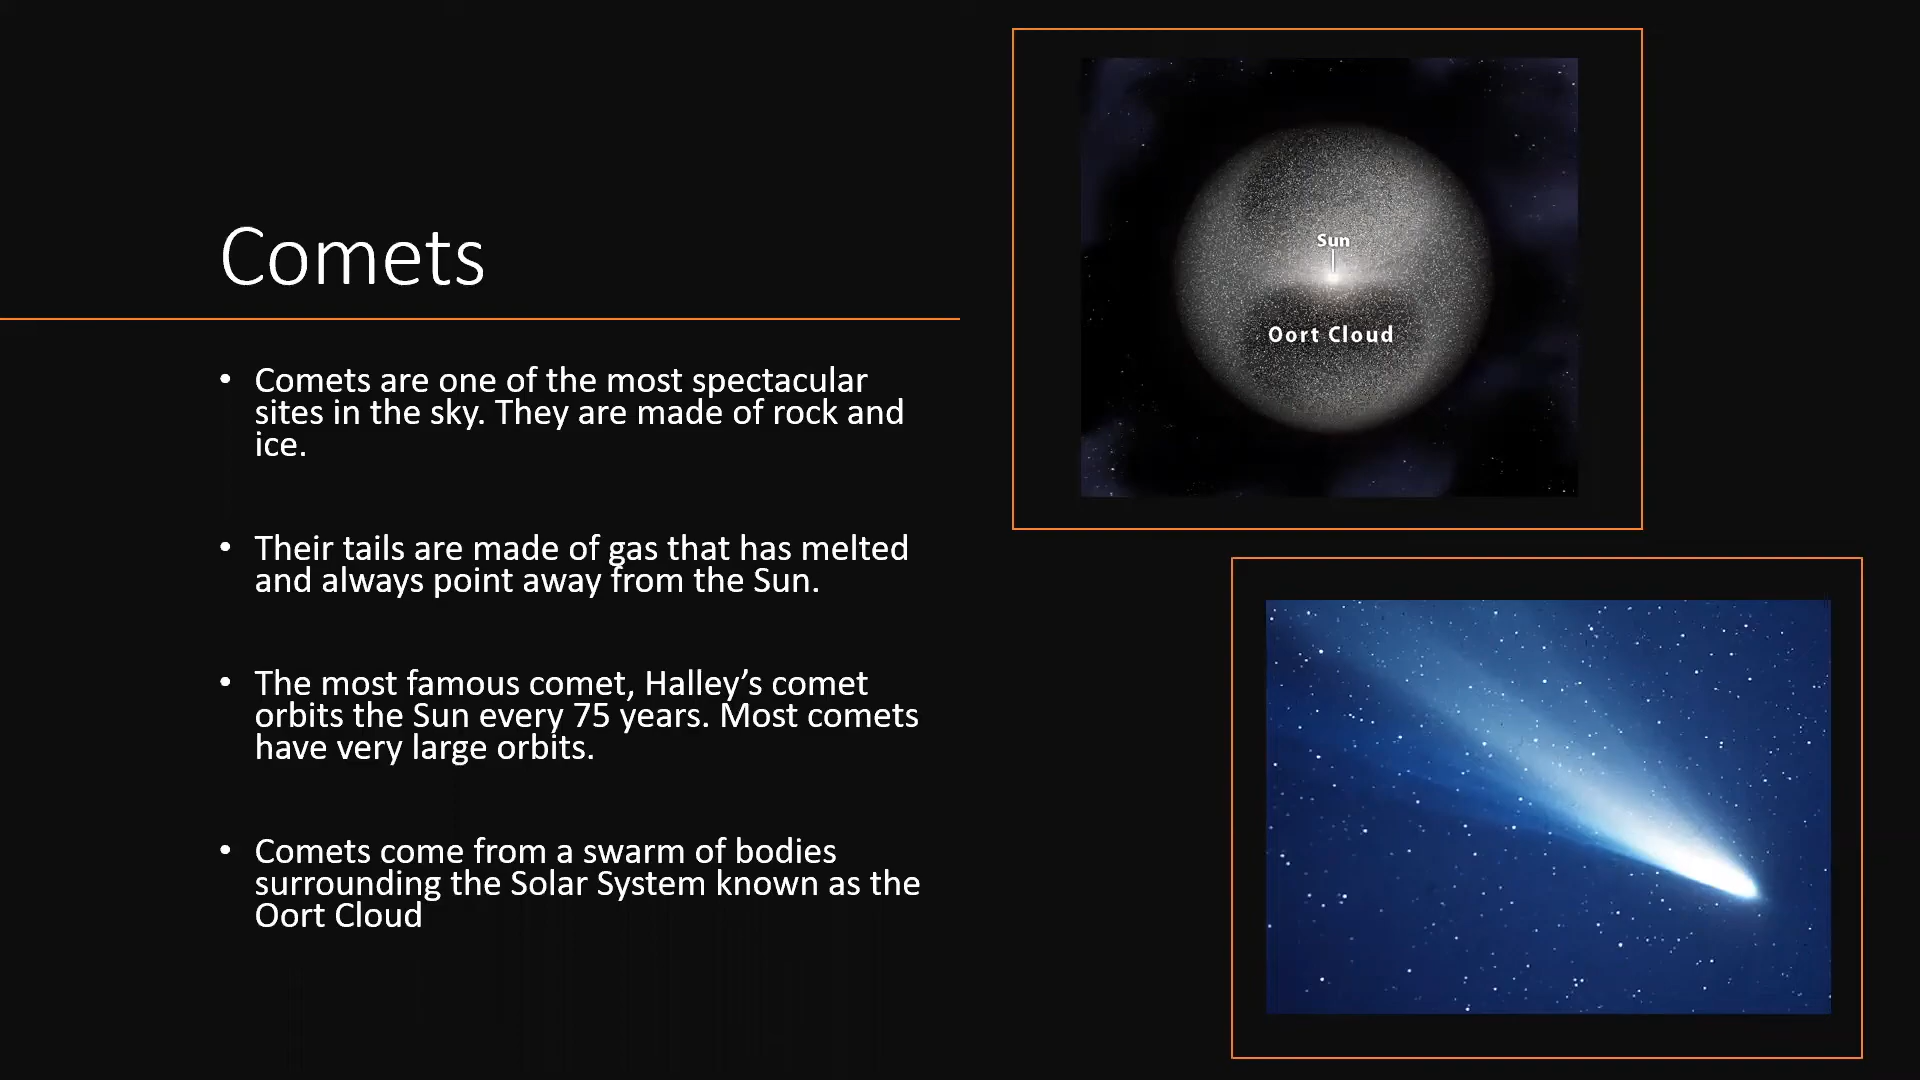 Comets
• Comets are one of the most spectacular
sites in the sky. They are made of rock and
ice.
• Their tails are made of gas that has melted
and always point away from the Sun.
• The most famous comet, Halley’s comet
orbits the Sun every 75 years. Most comets
have very large orbits.
• Comets come from a swarm of bodies
surrounding the Solar System known as the
Oort Cloud
Sun
Oort Cloud